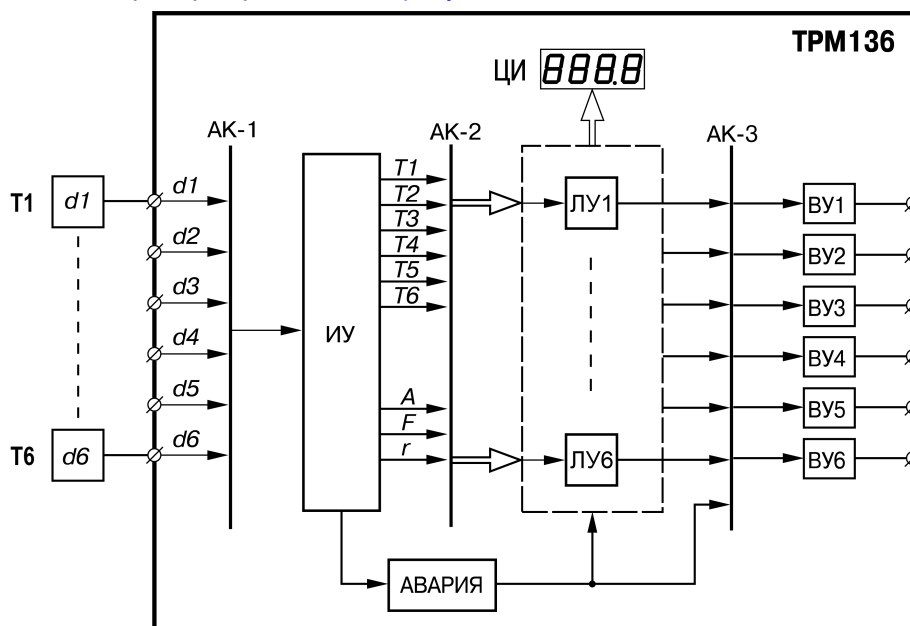 ТРМ136
ЦИ 888.8
АК-1
АК-2
АК-3
Т1
d1
d1
d2
d3
d4
d5
d6
Т6
d6
ИУ
T1
T2
T3
T4
T5
T6
A
F
r
ЛУ1
ЛУ6
ВУ1
ВУ2
ВУ3
ВУ4
ВУ5
ВУ6
АВАРИЯ